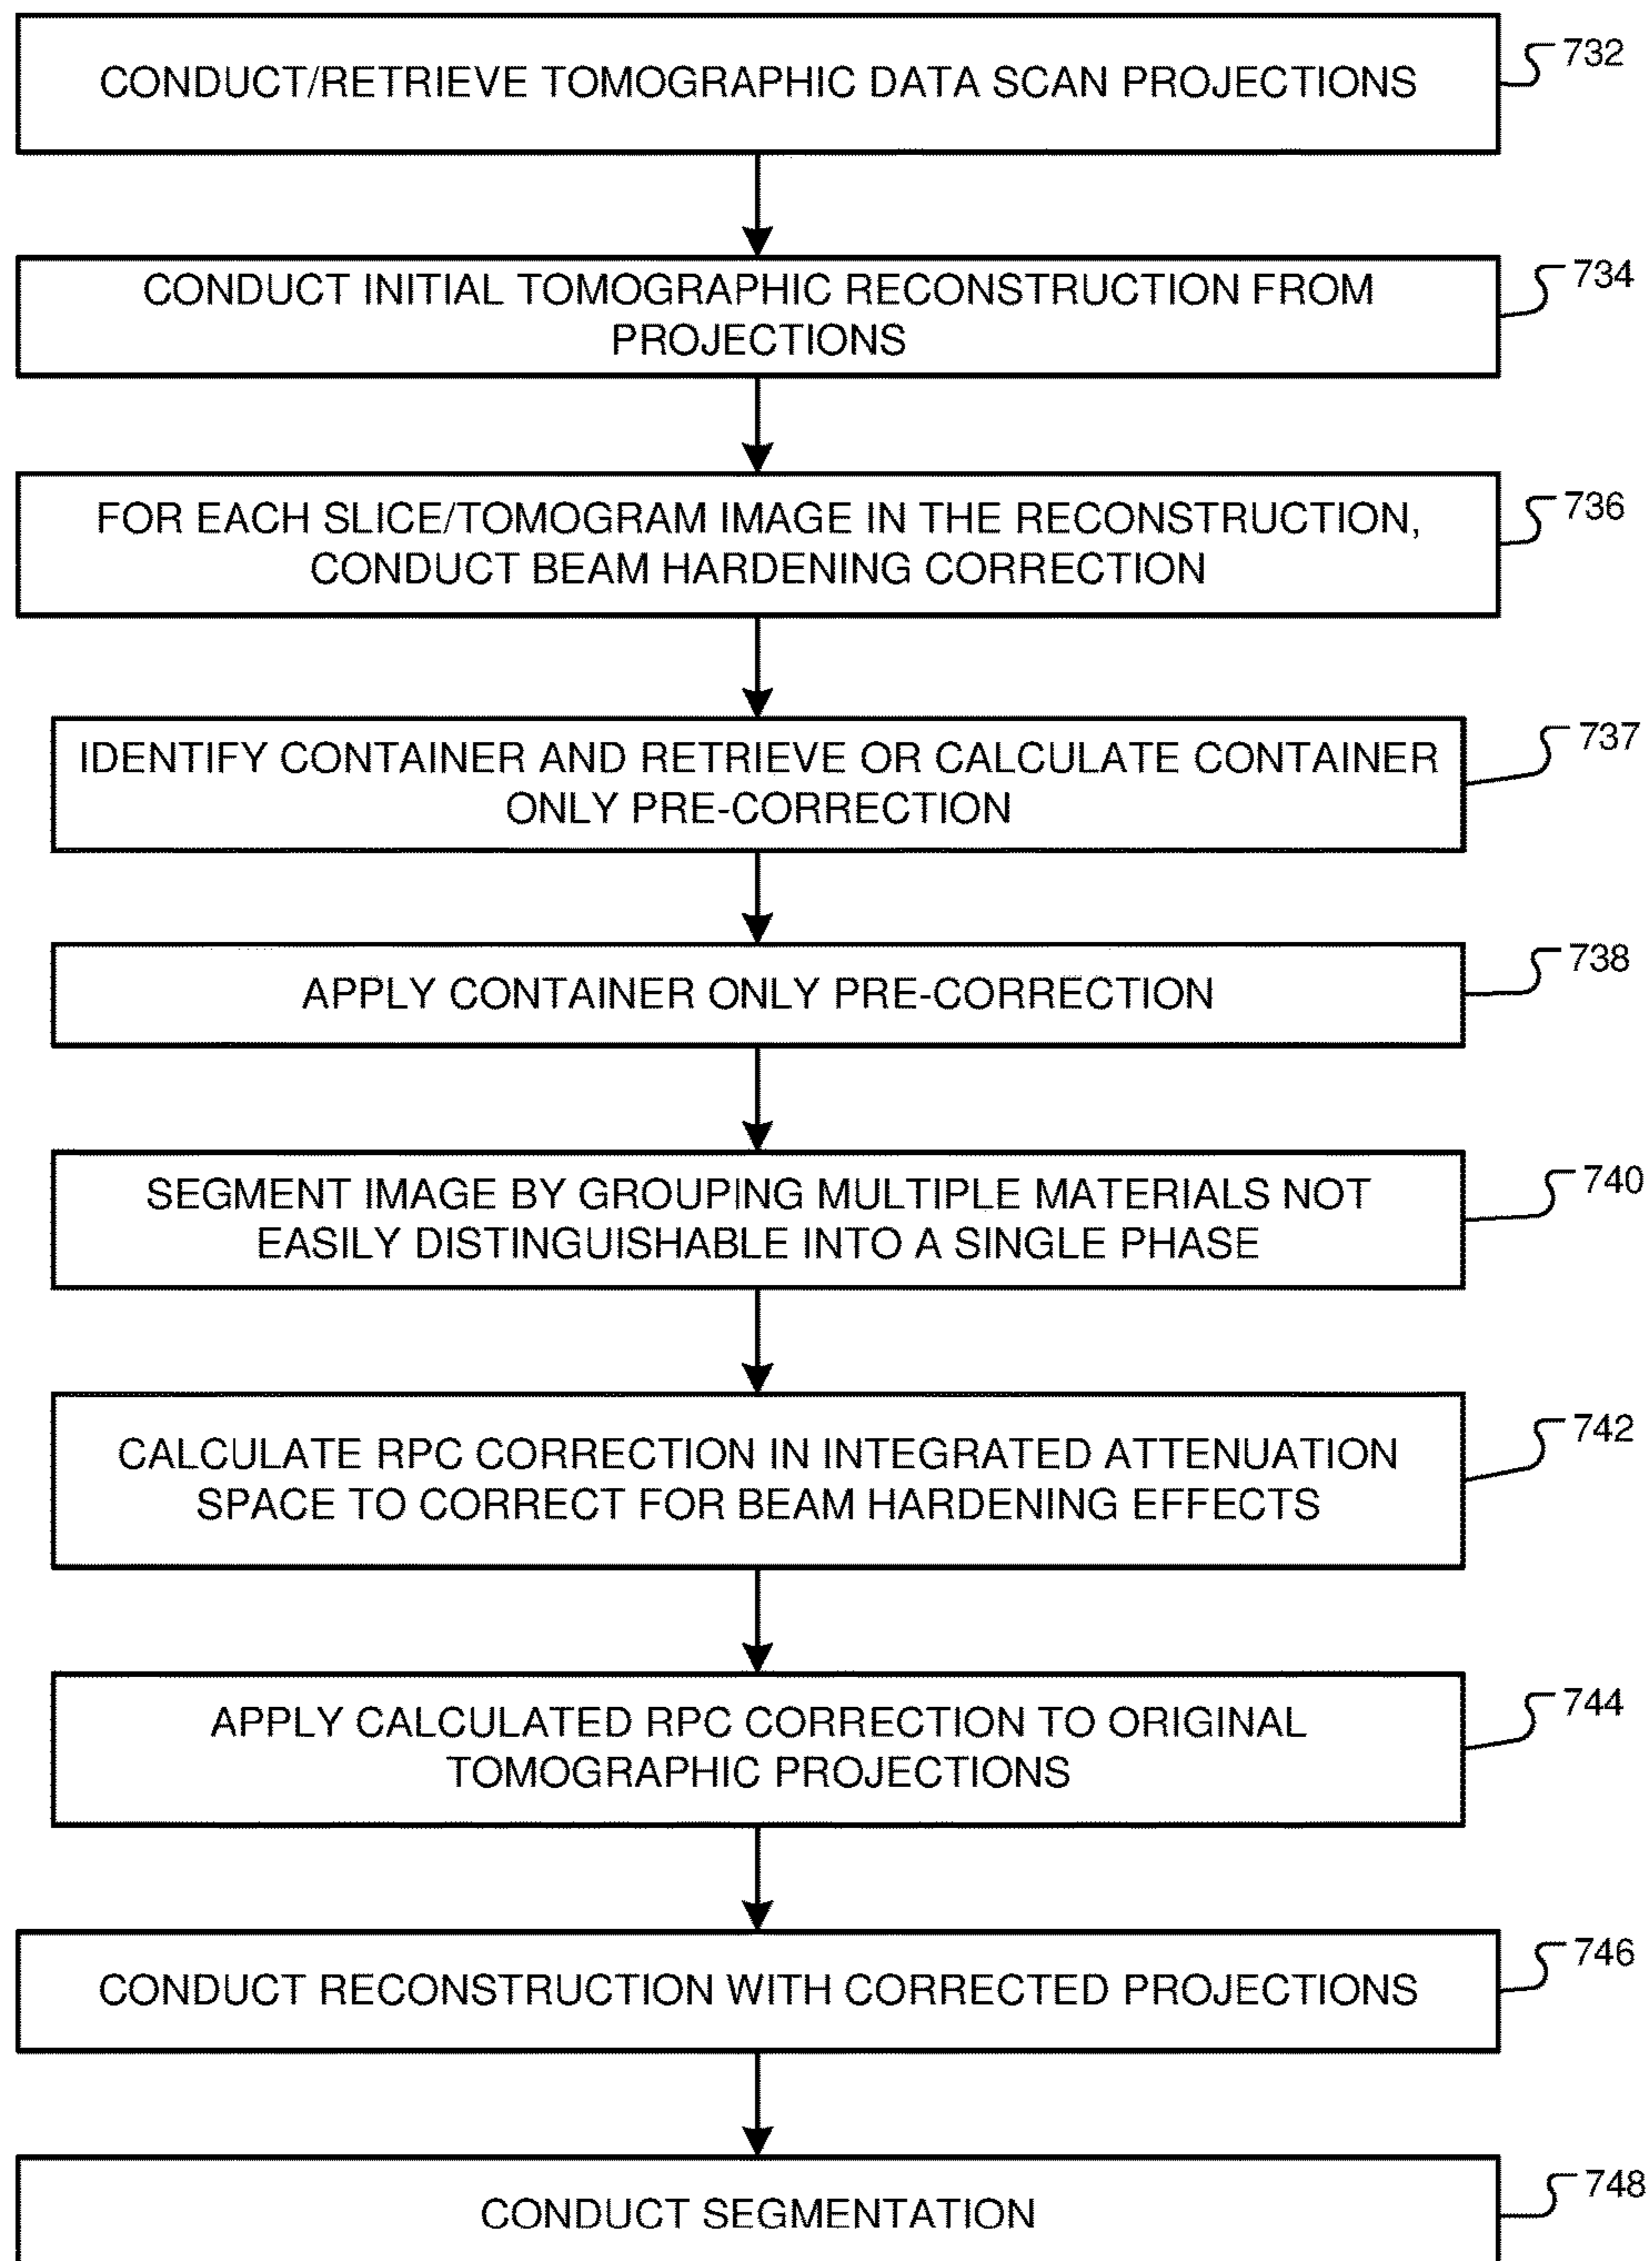 CONDUCT/RETRIEVE TOMOGRAPHIC DATA SCAN PROJECTIONS
732
CONDUCT INITIAL TOMOGRAPHIC RECONSTRUCTION FROM
PROJECTIONS
734
FOR EACH SLICE/TOMOGRAM IMAGE IN THE RECONSTRUCTION,
CONDUCT BEAM HARDENING CORRECTION
736
IDENTIFY CONTAINER AND RETRIEVE OR CALCULATE CONTAINER
ONLY PRE-CORRECTION
737
APPLY CONTAINER ONLY PRE-CORRECTION
738
SEGMENT IMAGE BY GROUPING MULTIPLE MATERIALS NOT
EASILY DISTINGUISHABLE INTO A SINGLE PHASE
740
CALCULATE RPC CORRECTION IN INTEGRATED ATTENUATION
SPACE TO CORRECT FOR BEAM HARDENING EFFECTS
742
APPLY CALCULATED RPC CORRECTION TO ORIGINAL
TOMOGRAPHIC PROJECTIONS
744
CONDUCT RECONSTRUCTION WITH CORRECTED PROJECTIONS
746
CONDUCT SEGMENTATION
748